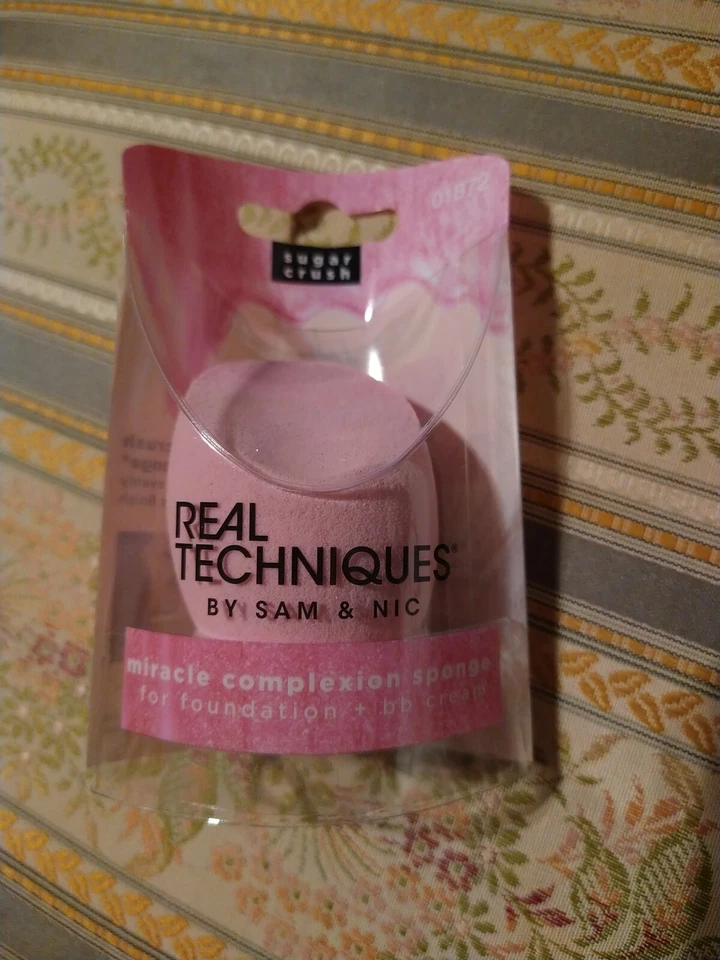 01872
sugar
crush
REAL
TECHNIQUES®
BY SAM & NIC
miracle complexion sponge
for foundation + bb cream